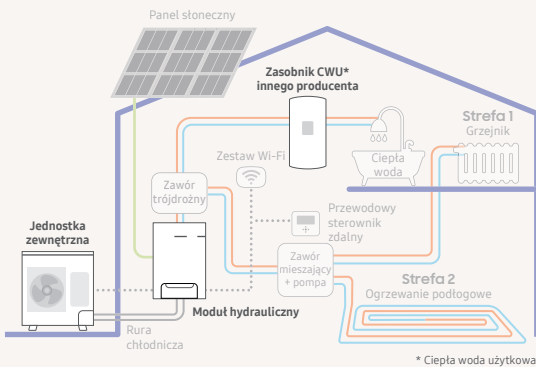 Panel słoneczny
Zasobnik CWU*
innego producenta
Strefa 1
Grzejnik
Zestaw Wi-Fi
Ciepła
woda
Zawór
trójdrożny
Przewodowy
sterownik
zdalny
Jednostka
zewnętrzna
Zawór
mieszający
+ pompa
Strefa 2
Ogrzewanie podłogowe
Moduł hydrauliczny
Rura
chłodnicza
* Ciepła woda użytkowa